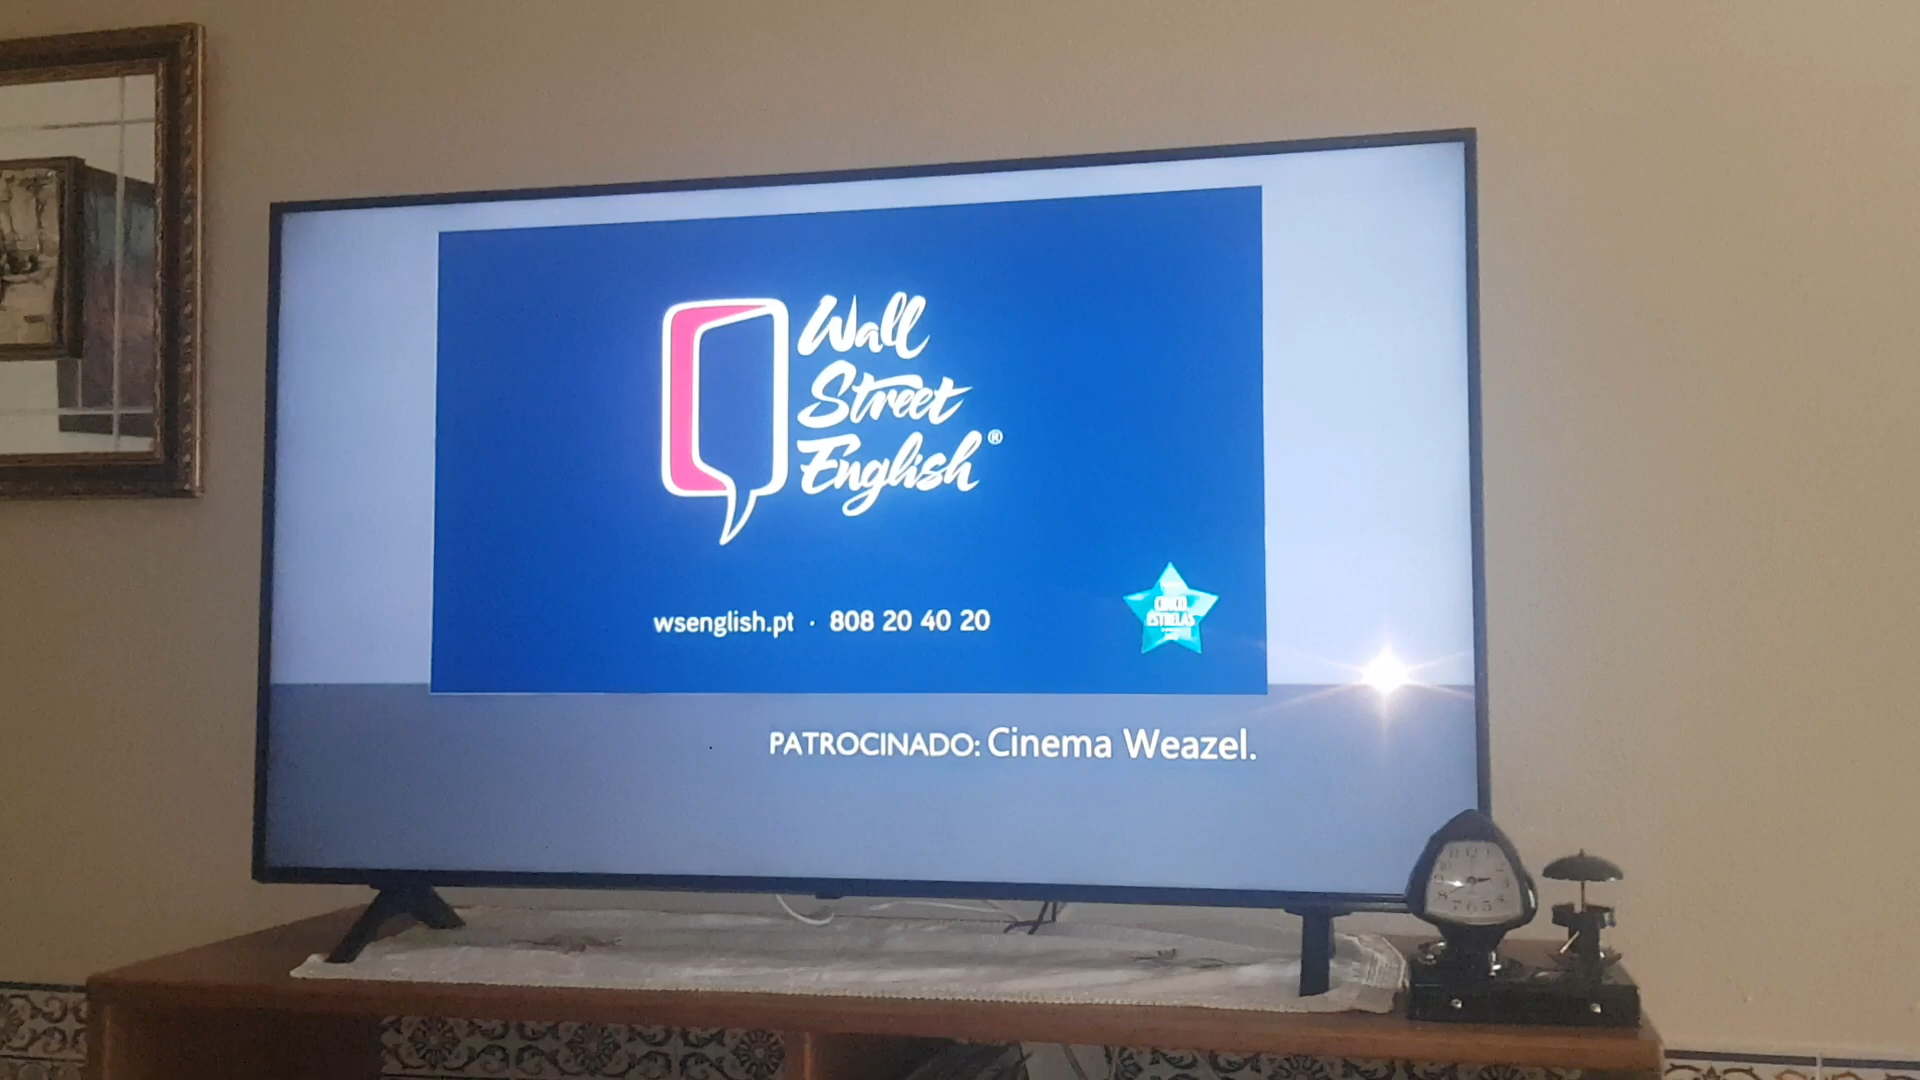 Wall
Street
English®
wsenglish.pt · 808 20 40 20
CINCO
ESTRELAS
PATROCINADO: Cinema Weazel.